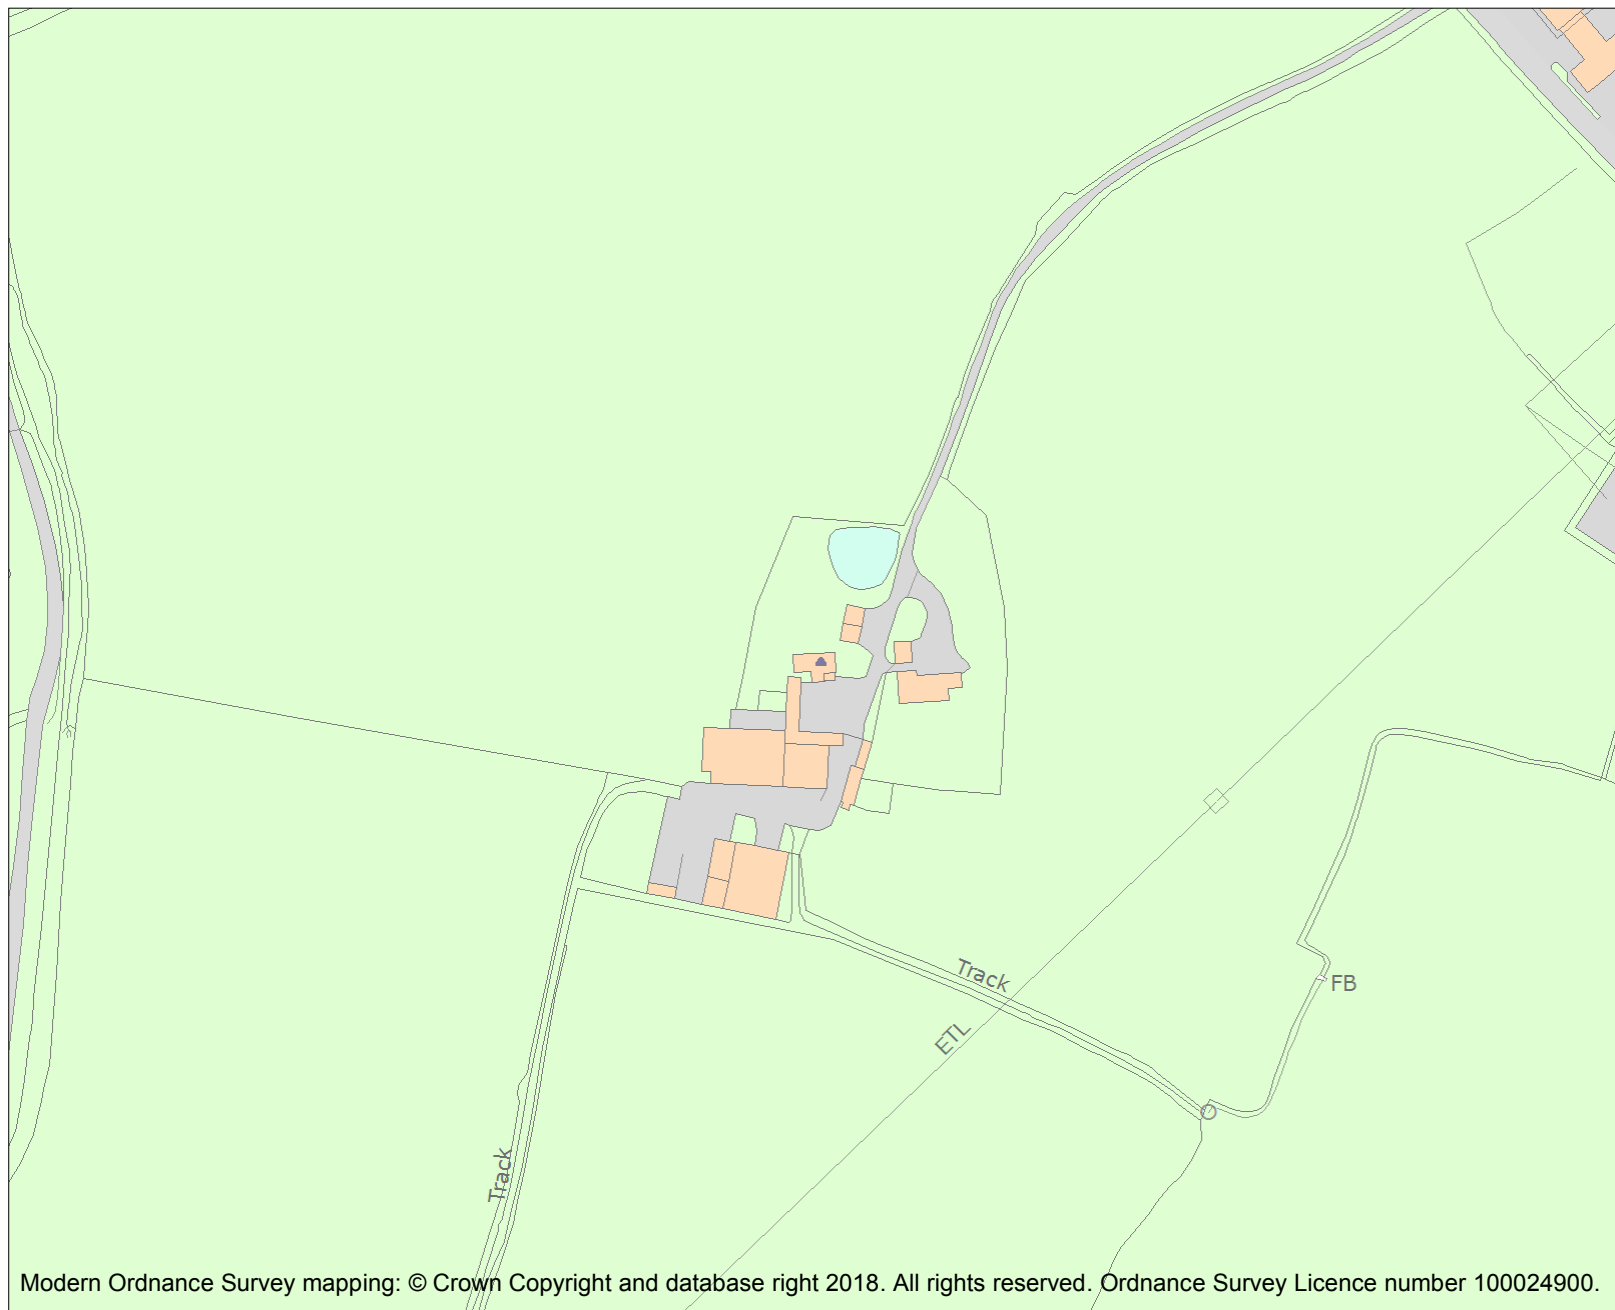 Track
FB
ETL
Track
Modern Ordnance Survey mapping: © Crown Copyright and database right 2018. All rights reserved. Ordnance Survey Licence number 100024900.